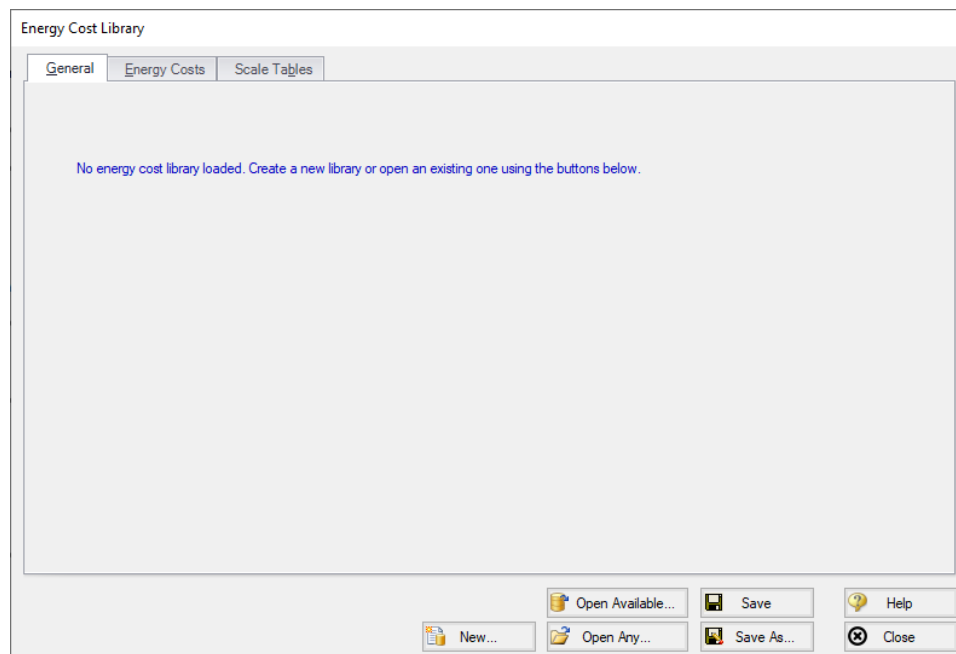 Energy Cost Library
General Energy Costs Scale Tables
No energy cost library loaded. Create a new library or open an existing one using the buttons below.
Open Available... Save Help
New... Open Any... Save As... Close